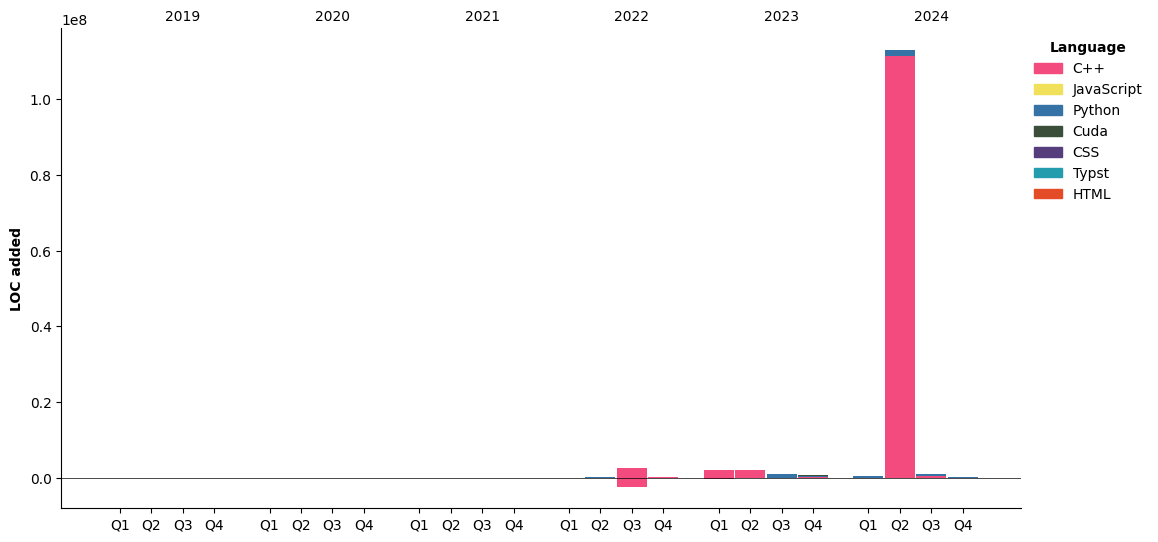 1e8
2019 2020 2021 2022 2023 2024
Language
C++
JavaScript
Python
Cuda
CSS
Typst
HTML
LOC added
1.0
0.8
0.6
0.4
0.2
0.0
Q1 Q2 Q3 Q4 Q1 Q2 Q3 Q4 Q1 Q2 Q3 Q4 Q1 Q2 Q3 Q4 Q1 Q2 Q3 Q4 Q1 Q2 Q3 Q4